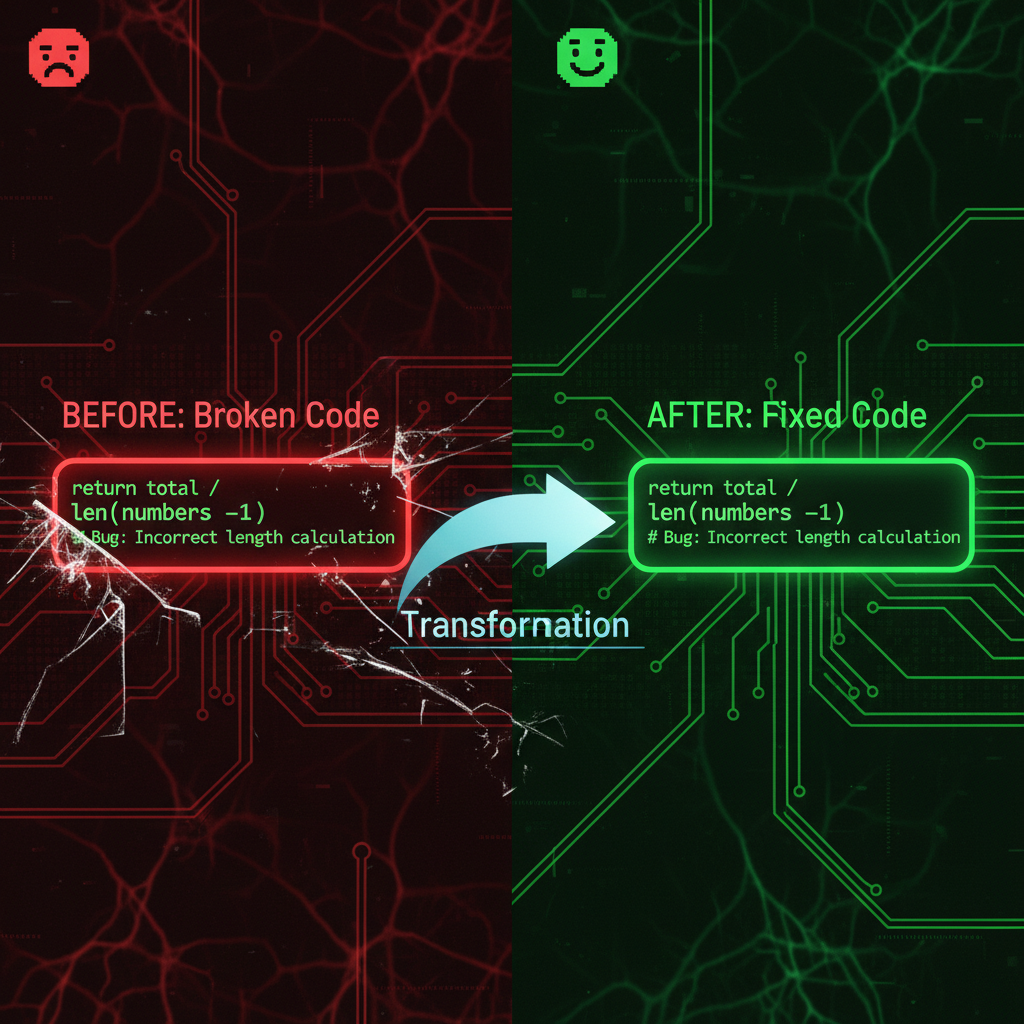 BEFORE: Broken Code
return total /
len(numbers –1)
# Bug: Incorrect length calculation
Transfornation
AFTER: Fixed Code
return total /
len(numbers –1)
# Bug: Incorrect length calculation